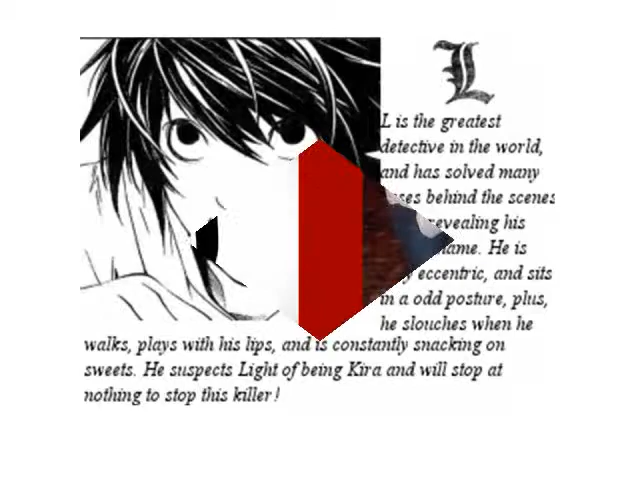 L
L is the greatest
detective in the world,
and has solved many
behind the scenes
revealing his
He is
eccentric, and sits
in a odd posture, plus,
he slouches when he
walks, plays with his lips, and is constantly snacking on
sweets. He suspects Light of being Kira and will stop at
nothing to stop this killer!